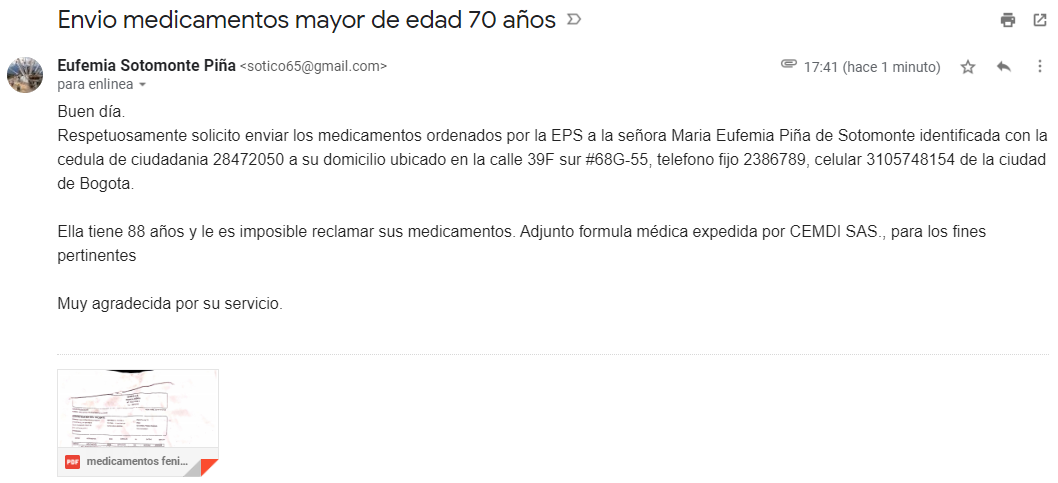 Envio medicamentos mayor de edad 70 años
Eufemia Sotomonte Piña <sotico65@gmail.com>
17:41 (hace 1 minuto)
para enlinea
Buen día.
Respetuosamente solicito enviar los medicamentos ordenados por la EPS a la señora Maria Eufemia Piña de Sotomonte identificada con la
cedula de ciudadania 28472050 a su domicilio ubicado en la calle 39F sur #68G-55, telefono fijo 2386789, celular 3105748154 de la ciudad
de Bogota.
Ella tiene 88 años y le es imposible reclamar sus medicamentos. Adjunto formula médica expedida por CEMDI SAS., para los fines
pertinentes
Muy agradecida por su servicio.
PDF medicamentos feni...